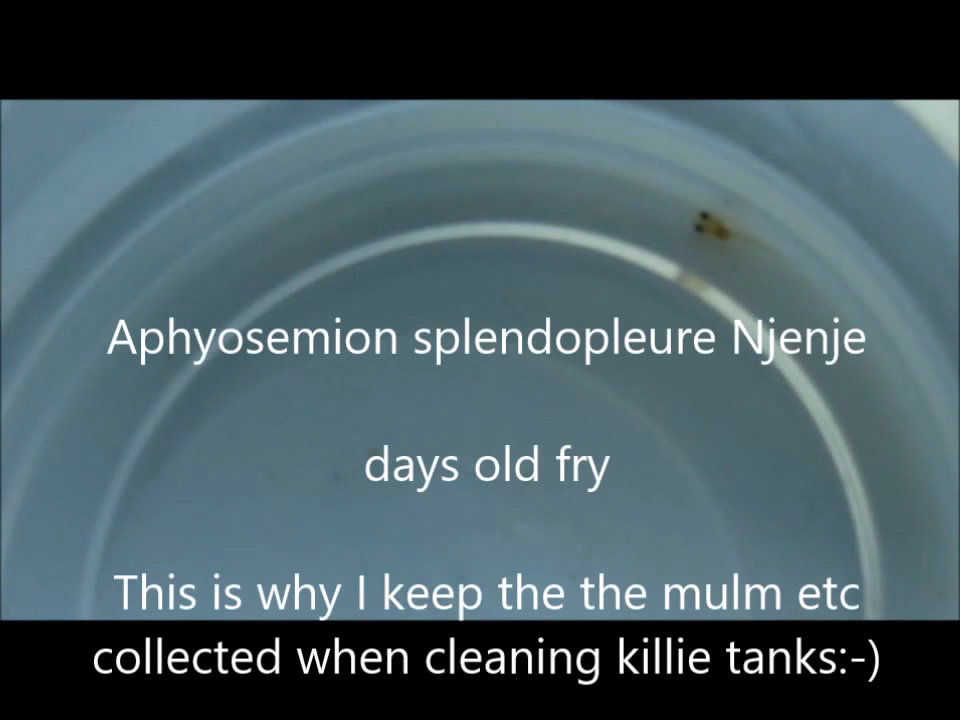 Aphyosemion splendopleure Njenje
days old fry
This is why I keep the the mulm etc
collected when cleaning killie tanks:-)